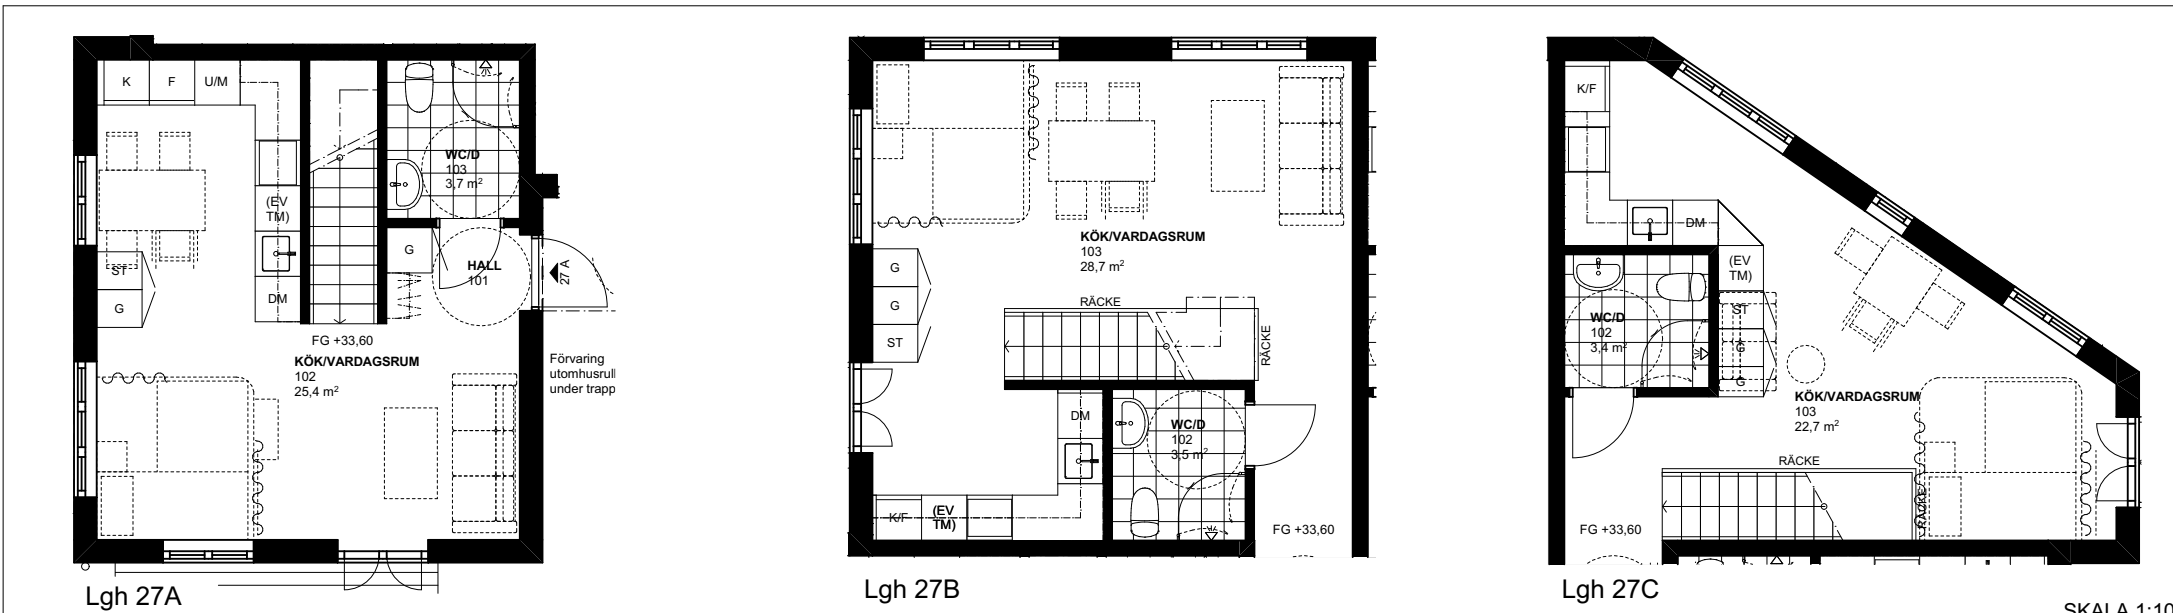 K
F
U/M
WC/D
103
3,7 m²
(EV
TM)
ST
G
DM
G
HALL
101
27 A
FG +33,60
KÖK/VARDAGSRUM
102
25,4 m²
Förvaring
utomhusrull
under trapp
Lgh 27A
KÖK/VARDAGSRUM
103
28,7 m²
G
G
ST
RÄCKE
RÄCKE
DM
WC/D
102
3,5 m²
K/F
(EV
TM)
FG +33,60
Lgh 27B
K/F
DM
(EV
TM)
ST
G
G
WC/D
102
3,4 m²
KÖK/VARDAGSRUM
103
22,7 m²
RÄCKE
RÄCKE
FG +33,60
Lgh 27C
SKALA 1:10